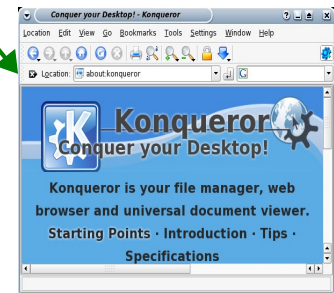 Conquer your Desktop! - Konqueror
Location Edit View Go Bookmarks Tools Settings Window Help
Location: about:konqueror
Konqueror
Conquer your Desktop!
Konqueror is your file manager, web
browser and universal document viewer.
Starting Points · Introduction · Tips ·
Specifications